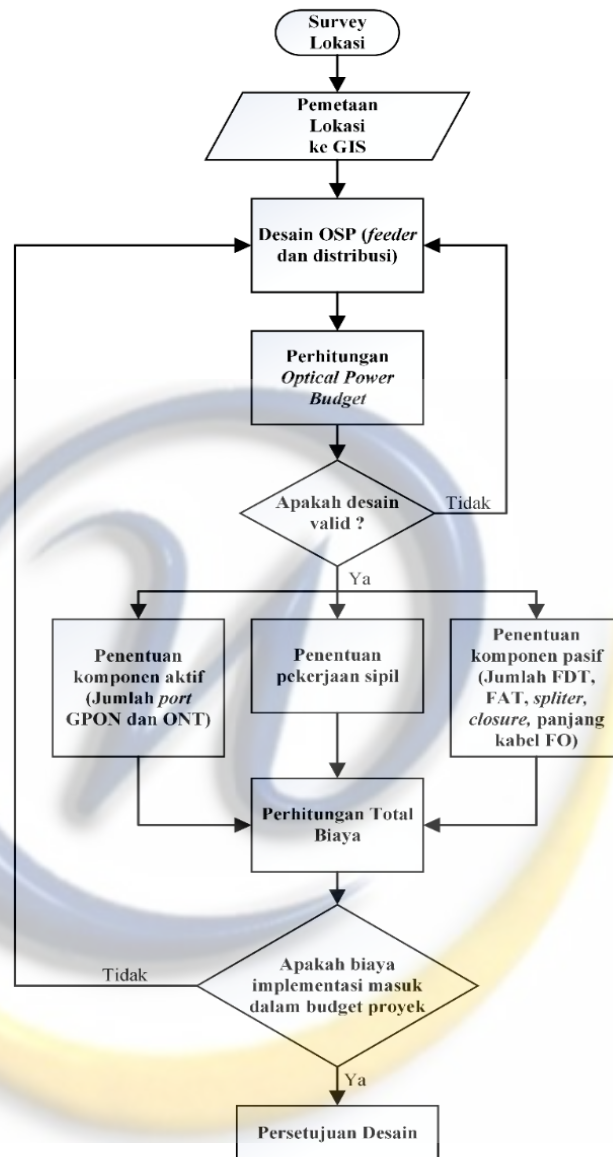 Survey
Lokasi
Pemetaan
Lokasi
ke GIS
Desain OSP (feeder
dan distribusi)
Perhitungan
Optical Power
Budget
Apakah desain
valid ?
Tidak
Ya
Penentuan
komponen aktif
(Jumlah port
GPON dan ONT)
Penentuan
pekerjaan sipil
Penentuan
komponen pasif
(Jumlah FDT,
FAT, spliter,
closure, panjang
kabel FO)
Perhitungan Total
Biaya
Tidak
Apakah biaya
implementasi masuk
dalam budget proyek
Ya
Persetujuan Desain